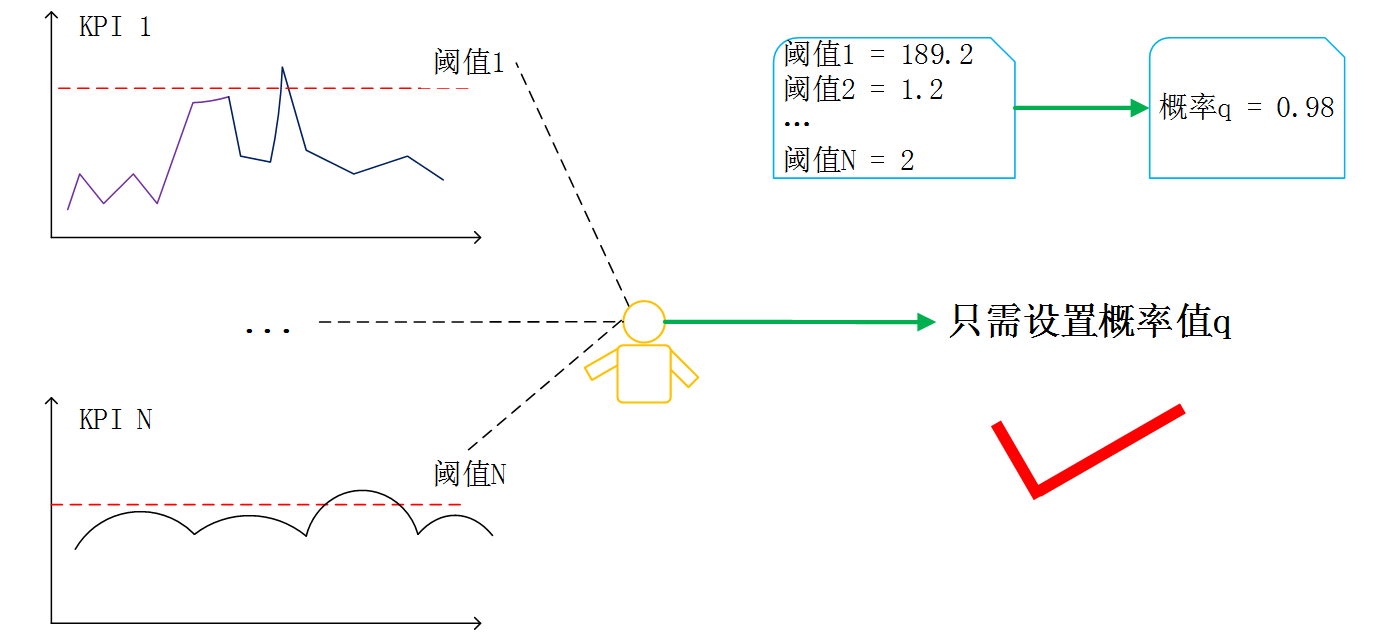 KPI 1
阈值1
阈值1 = 189.2
阈值2 = 1.2
...
阈值N = 2
概率q = 0.98
...
只需设置概率值q
KPI N
阈值N